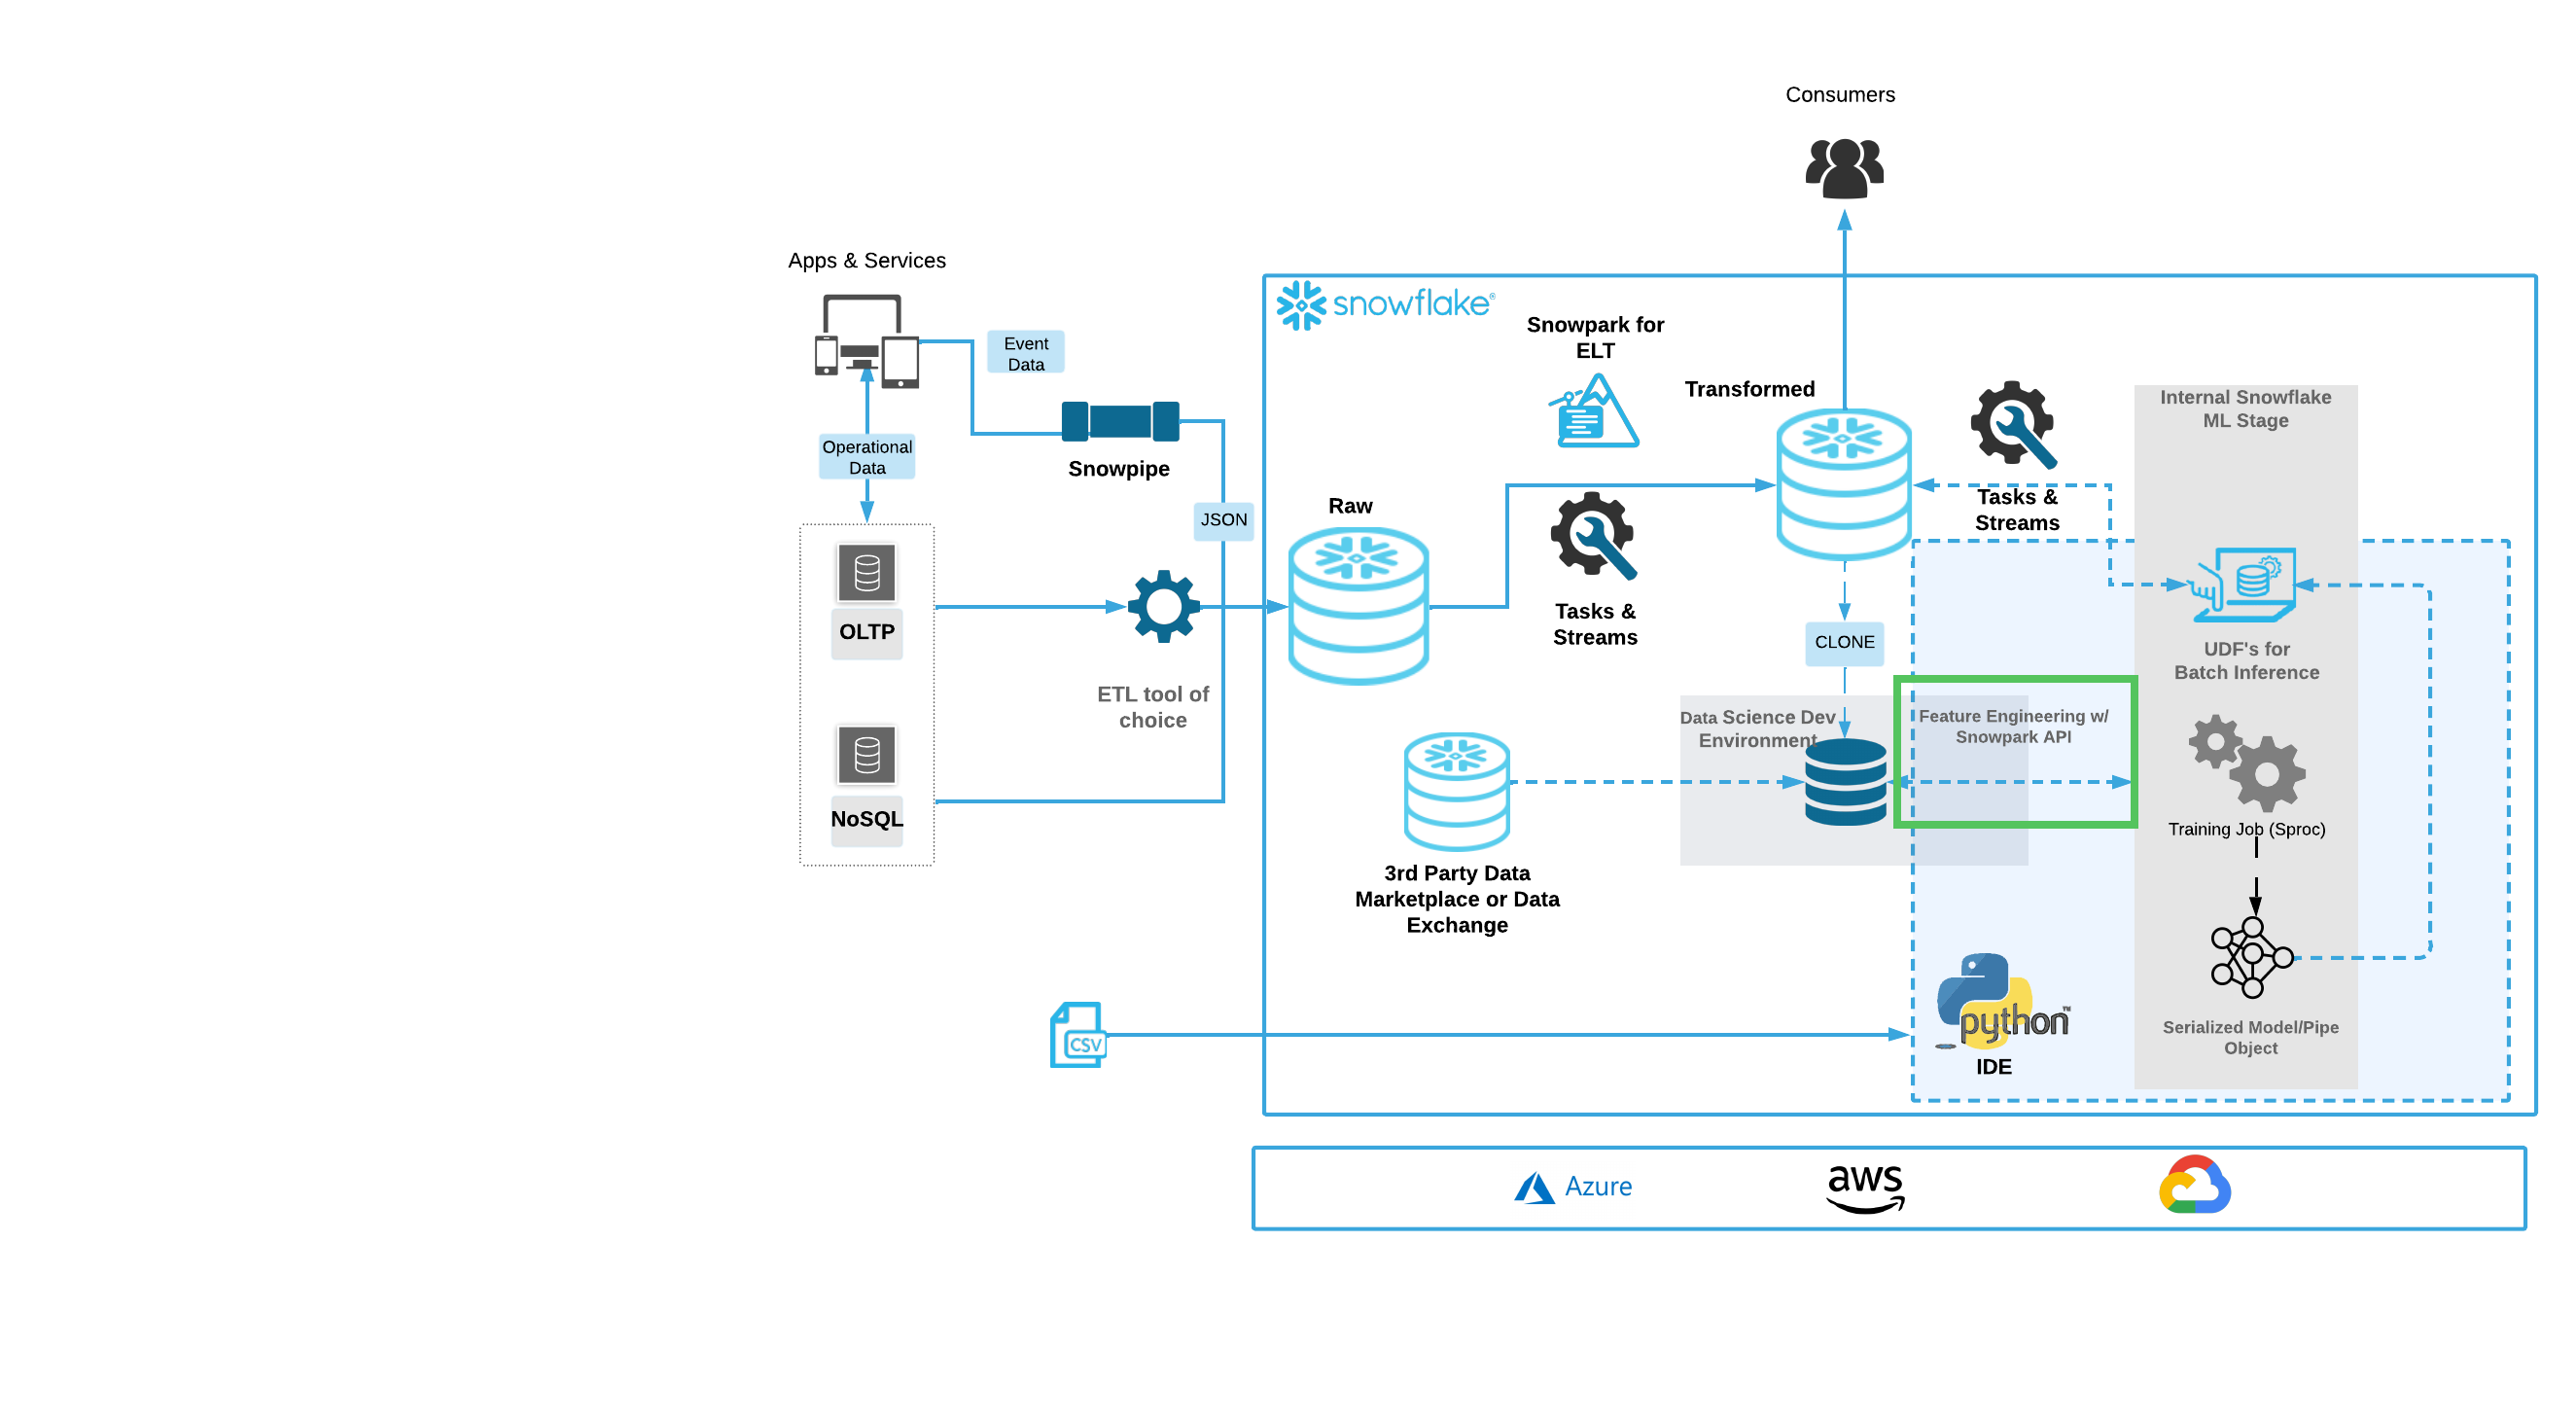 Consumers
Apps & Services
snowflake®
Event
Data
Snowpark for
ELT
Transformed
Internal Snowflake
ML Stage
Operational
Data
Snowpipe
JSON
Raw
Tasks &
Streams
OLTP
Tasks &
Streams
CLONE
UDF's for
Batch Inference
ETL tool of
choice
Data Science Dev
Environment
Feature Engineering w/
Snowpark API
NoSQL
Training Job (Sproc)
3rd Party Data
Marketplace or Data
Exchange
CSV
python™
IDE
Serialized Model/Pipe
Object
Azure
aws